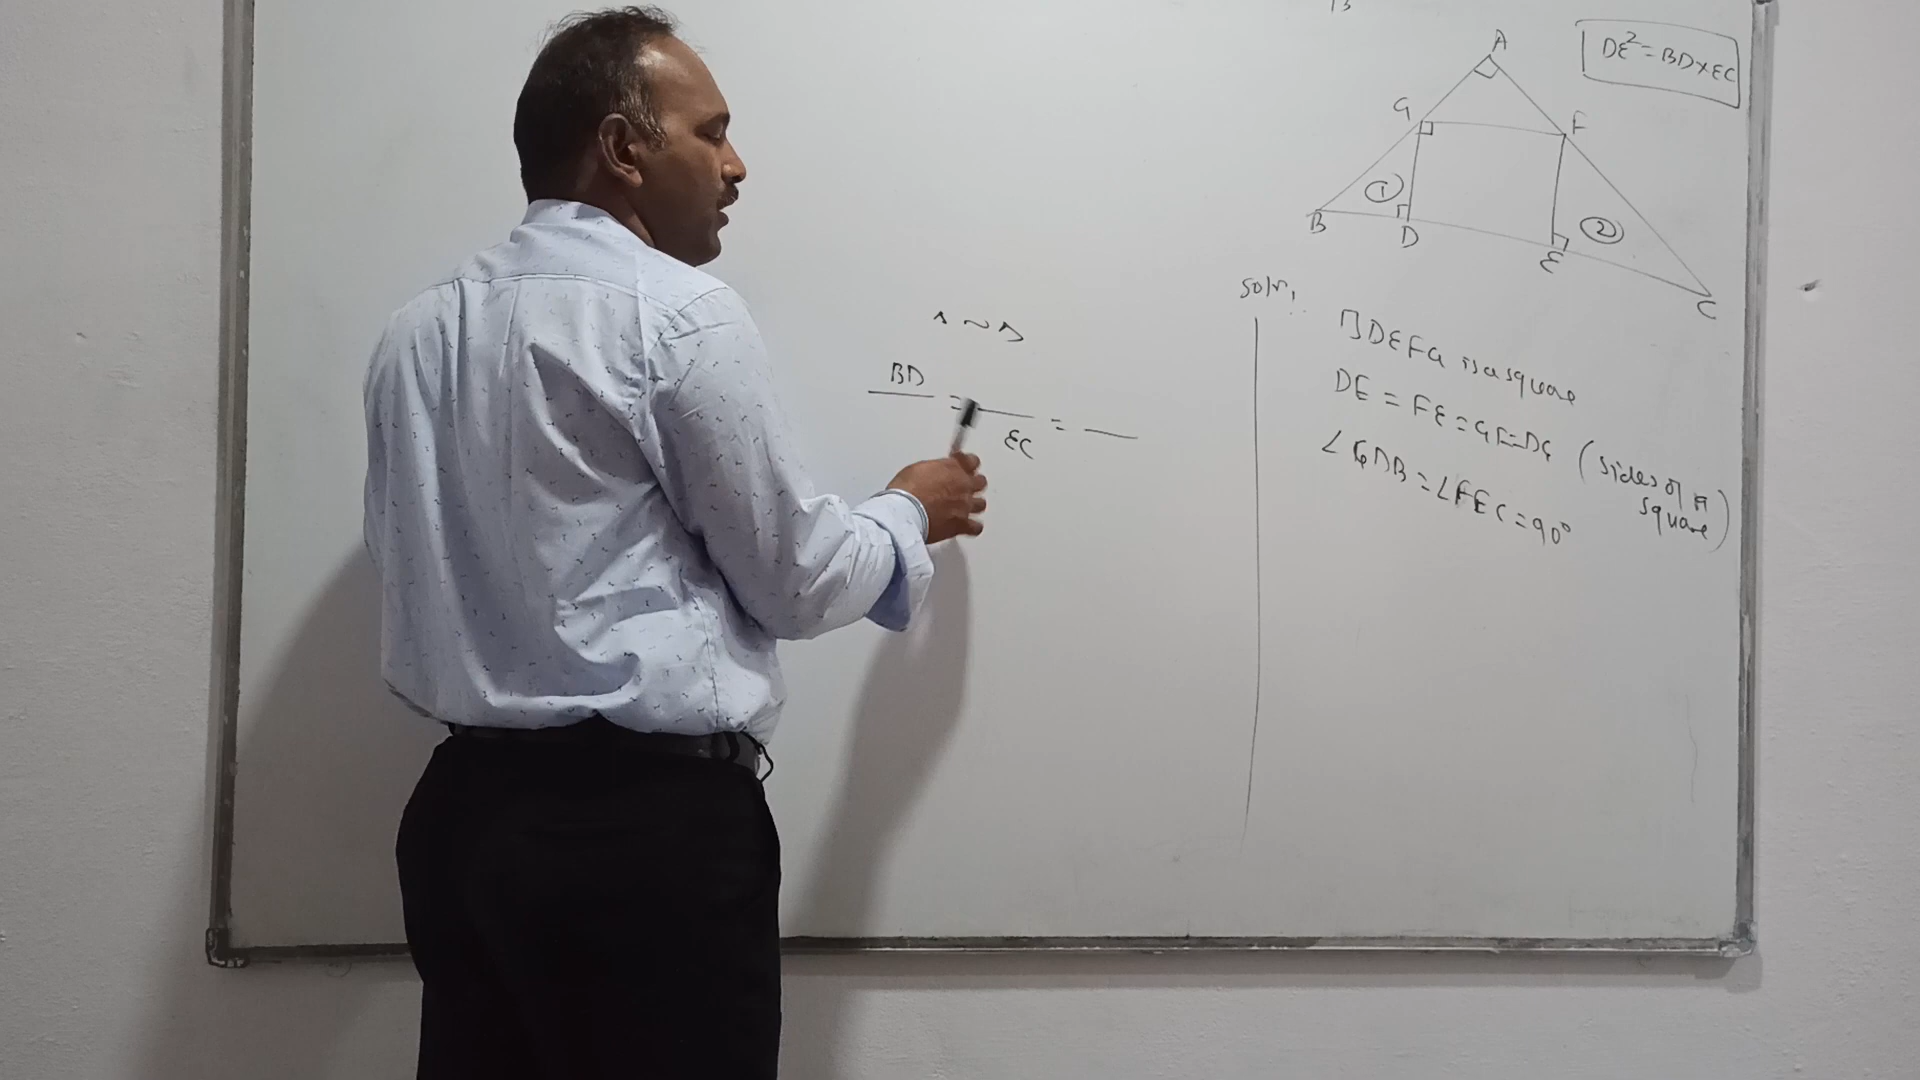 B
A
DE² = BD×EC
G
F
①
②
B
D
E
C
Soln,
DEFG is a square
DE = FE = GF = DG (sides of a square)
∠GDB = ∠FEC = 90°
∆ ~ ∆
BD/ = /EC =